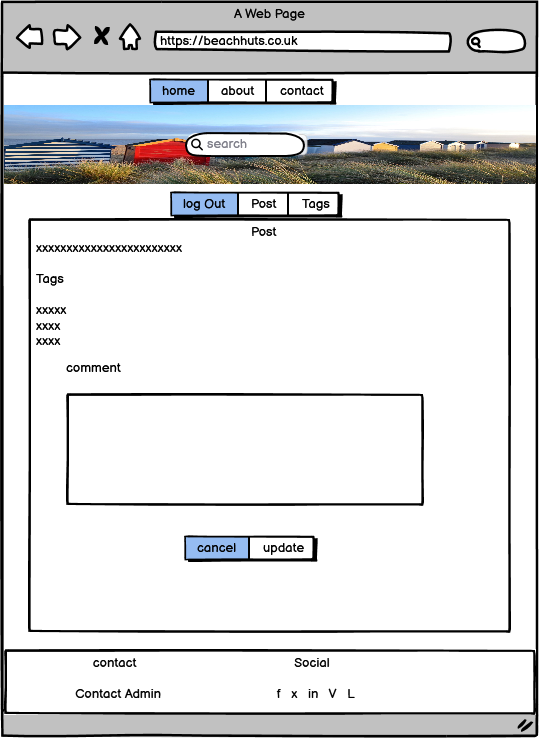 A Web Page
https://beachhuts.co.uk
home about contact
search
log Out Post Tags
Post
xxxxxxxxxxxxxxxxxxxxxxxx
Tags
xxxxx
xxxx
xxxx
comment
cancel update
contact Social
Contact Admin f x in V L